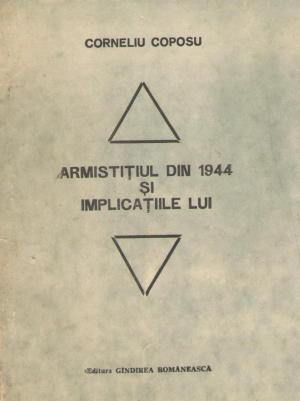 CORNELIU COPOSU
ARMISTIȚIUL DIN 1944
ȘI
IMPLICAȚIILE LUI
Editura GÎNDIREA ROMÂNEASCĂ